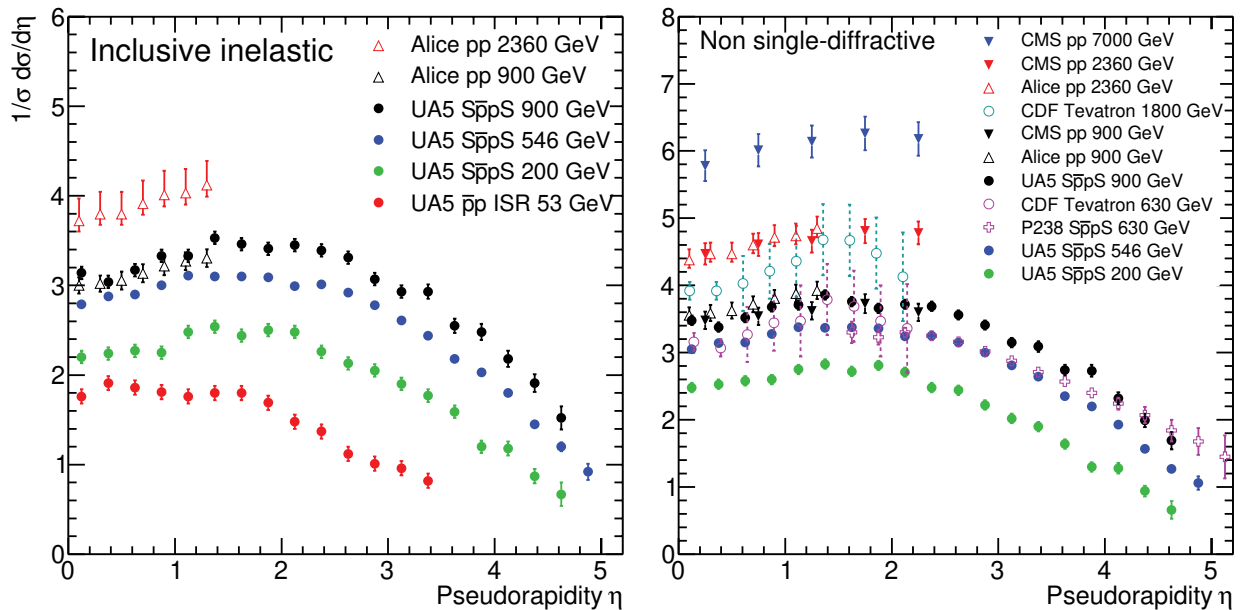 Inclusive inelastic
Alice pp 2360 GeV
Alice pp 900 GeV
UA5 Sp̅pS 900 GeV
UA5 Sp̅pS 546 GeV
UA5 Sp̅pS 200 GeV
UA5 p̅p ISR 53 GeV
1/σ dσ/dη
6
5
4
3
2
1
0
0 1 2 3 4 5
Pseudorapidity η
Non single-diffractive
CMS pp 7000 GeV
CMS pp 2360 GeV
Alice pp 2360 GeV
CDF Tevatron 1800 GeV
CMS pp 900 GeV
Alice pp 900 GeV
UA5 Sp̅pS 900 GeV
CDF Tevatron 630 GeV
P238 Sp̅pS 630 GeV
UA5 Sp̅pS 546 GeV
UA5 Sp̅pS 200 GeV
8
7
6
5
4
3
2
1
0
0 1 2 3 4 5
Pseudorapidity η